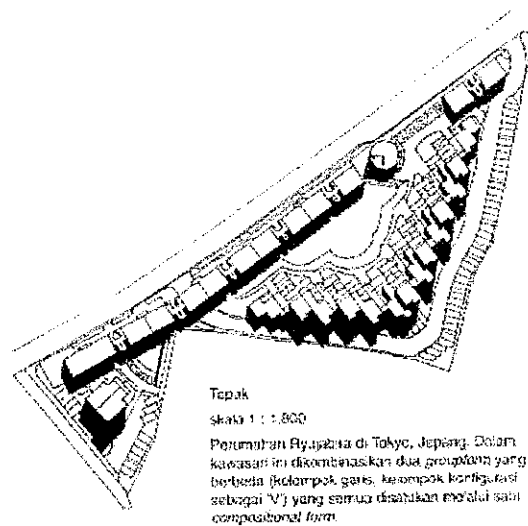 Tapak
skala 1 : 1,800
Perumahan di Tokyo, Jepang. Dalam
kawasan ini dikombinasikan dua groupform yang
berbeda (kelompok garis, kelompok konfigurasi
sebagai 'V') yang semua disatukan melalui satu
compositional form.